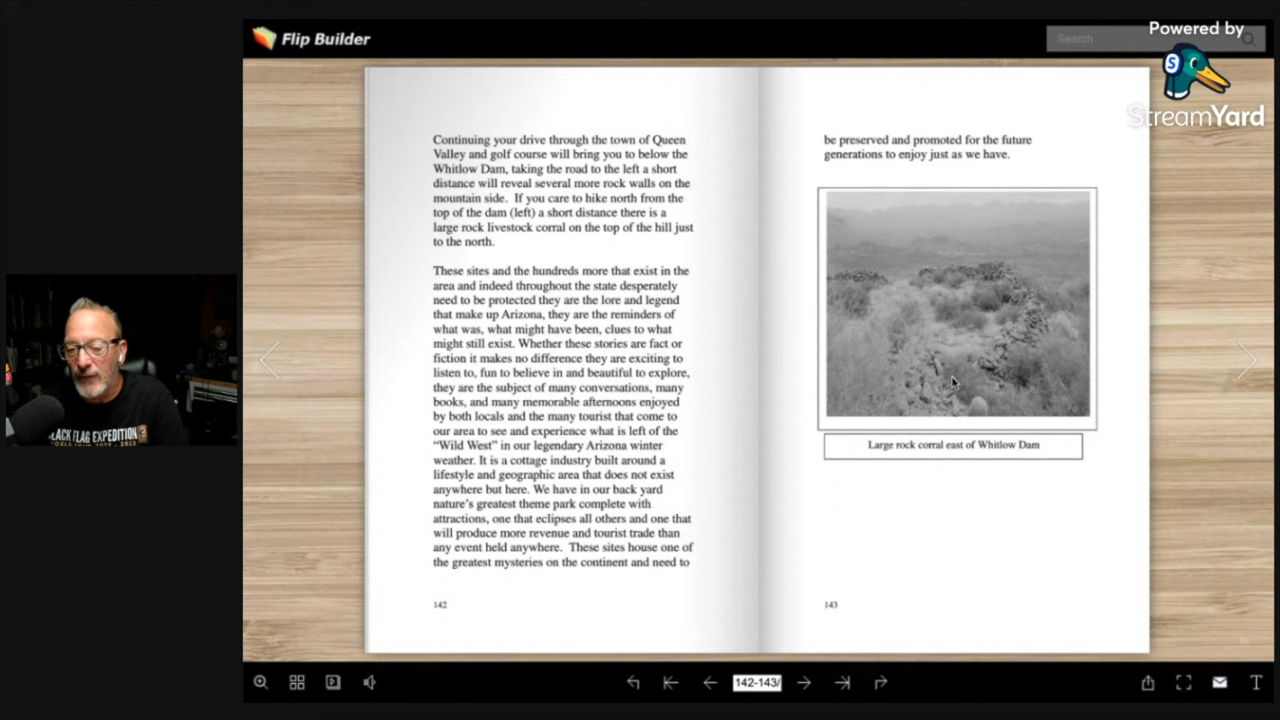 Flip Builder
Search
Powered by
S
StreamYard
Continuing your drive through the town of Queen
Valley and golf course will bring you to below the
Whitlow Dam, taking the road to the left a short
distance will reveal several more rock walls on the
mountain side.  If you care to hike north from the
top of the dam (left) a short distance there is a
large rock livestock corral on the top of the hill just
to the north.
These sites and the hundreds more that exist in the
area and indeed throughout the state desperately
need to be protected they are the lore and legend
that make up Arizona, they are the reminders of
what was, what might have been, clues to what
might still exist. Whether these stories are fact or
fiction it makes no difference they are exciting to
listen to, fun to believe in and beautiful to explore,
they are the subject of many conversations, many
books, and many memorable afternoons enjoyed
by both locals and the many tourist that come to
our area to see and experience what is left of the
“Wild West” in our legendary Arizona winter
weather. It is a cottage industry built around a
lifestyle and geographic area that does not exist
anywhere but here. We have in our back yard
nature’s greatest theme park complete with
attractions, one that eclipses all others and one that
will produce more revenue and tourist trade than
any event held anywhere.  These sites house one of
the greatest mysteries on the continent and need to
142
be preserved and promoted for the future
generations to enjoy just as we have.
Large rock corral east of Whitlow Dam
143
BLACK FLAG EXPEDITION
142-143/
T